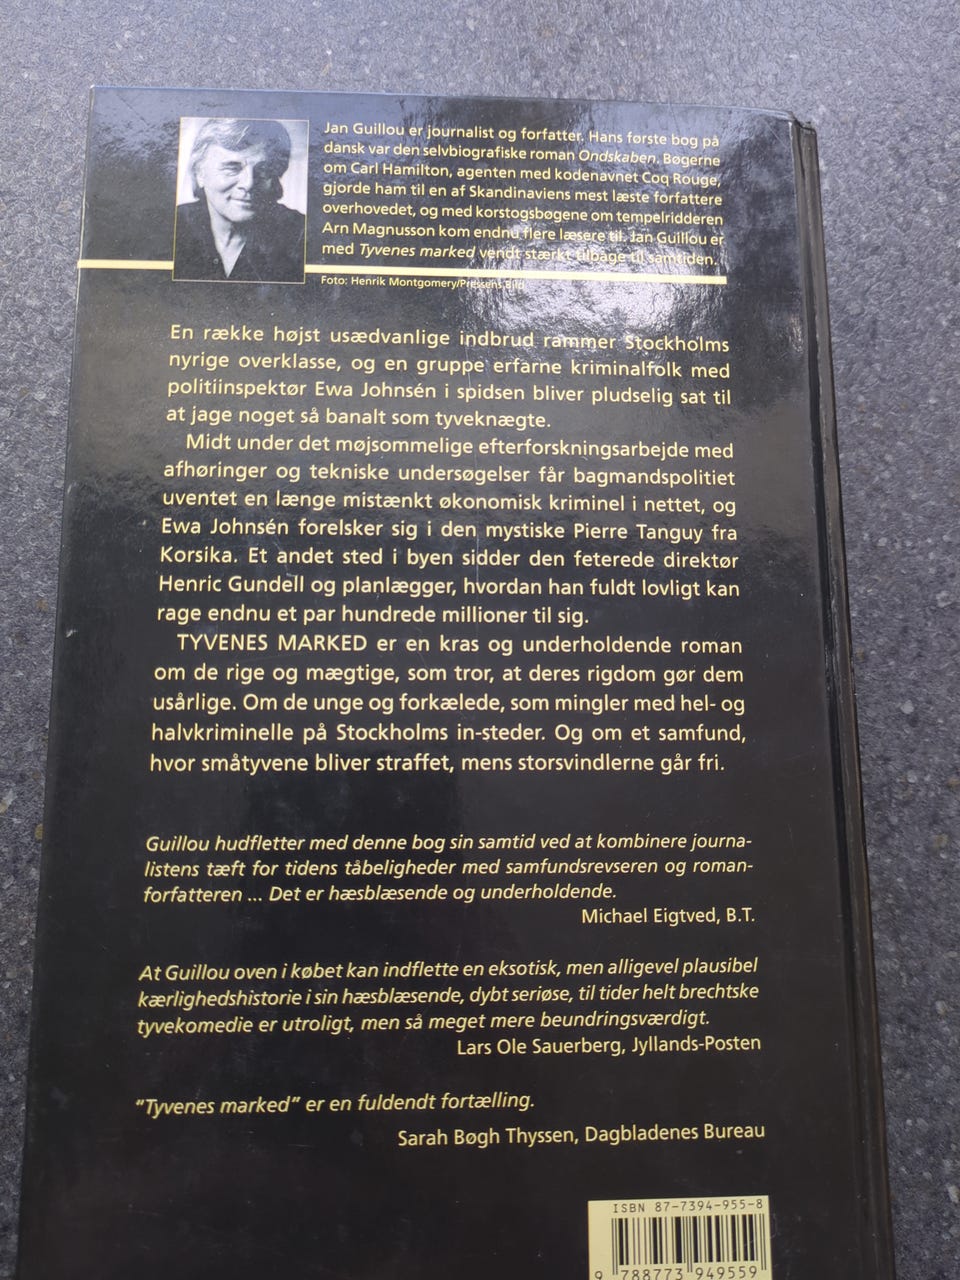 Jan Guillou er journalist og forfatter. Hans første bog på
dansk var den selvbiografiske roman Ondskaben. Bøgerne
om Carl Hamilton, agenten med kodenavnet Coq Rouge,
gjorde ham til en af Skandinaviens mest læste forfattere
overhovedet, og med korstogsbøgene om tempelridderen
Arn Magnusson kom endnu flere læsere til. Jan Guillou er
med Tyvenes marked vendt stærkt tilbage til samtiden.
Foto: Henrik Montgomery/Pressens Bild
En række højst usædvanlige indbrud rammer Stockholms
nyrige overklasse, og en gruppe erfarne kriminalfolk med
politiinspektør Ewa Johnsén i spidsen bliver pludselig sat til
at jage noget så banalt som tyveknægte.
Midt under det møjsommelige efterforskningsarbejde med
afhøringer og tekniske undersøgelser får bagmandspolitiet
uventet en længe mistænkt økonomisk kriminel i nettet, og
Ewa Johnsén forelsker sig i den mystiske Pierre Tanguy fra
Korsika. Et andet sted i byen sidder den feterede direktør
Henric Gundell og planlægger, hvordan han fuldt lovligt kan
rage endnu et par hundrede millioner til sig.
TYVENES MARKED er en kras og underholdende roman
om de rige og mægtige, som tror, at deres rigdom gør dem
usårlige. Om de unge og forkælede, som mingler med hel- og
halvkriminelle på Stockholms in-steder. Og om et samfund,
hvor småtyvene bliver straffet, mens storsvindlerne går fri.
Guillou hudfletter med denne bog sin samtid ved at kombinere journa-
listens tæft for tidens tåbeligheder med samfundsrevseren og roman-
forfatteren ... Det er hæsblæsende og underholdende.
Michael Eigtved, B.T.
At Guillou oven i købet kan indflette en eksotisk, men alligevel plausibel
kærlighedshistorie i sin hæsblæsende, dybt seriøse, til tider helt brechtske
tyvekomedie er utroligt, men så meget mere beundringsværdigt.
Lars Ole Sauerberg, Jyllands-Posten
"Tyvenes marked" er en fuldendt fortælling.
Sarah Bøgh Thyssen, Dagbladenes Bureau
ISBN 87-7394-955-8
9 788773 949559